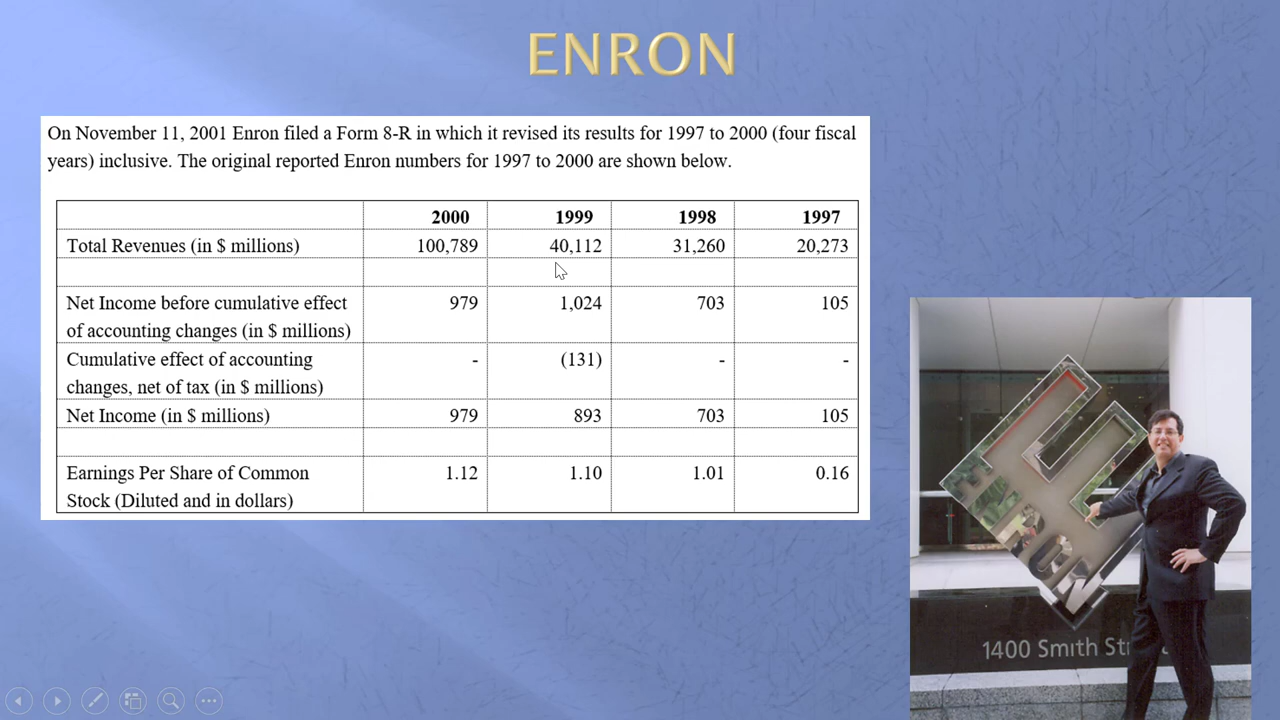 ENRON
On November 11, 2001 Enron filed a Form 8-R in which it revised its results for 1997 to 2000 (four fiscal
years) inclusive. The original reported Enron numbers for 1997 to 2000 are shown below.
2000 1999 1998 1997
Total Revenues (in $ millions) 100,789 40,112 31,260 20,273
Net Income before cumulative effect 979 1,024 703 105
of accounting changes (in $ millions)
Cumulative effect of accounting - (131) - -
changes, net of tax (in $ millions)
Net Income (in $ millions) 979 893 703 105
Earnings Per Share of Common 1.12 1.10 1.01 0.16
Stock (Diluted and in dollars)
1400 Smith